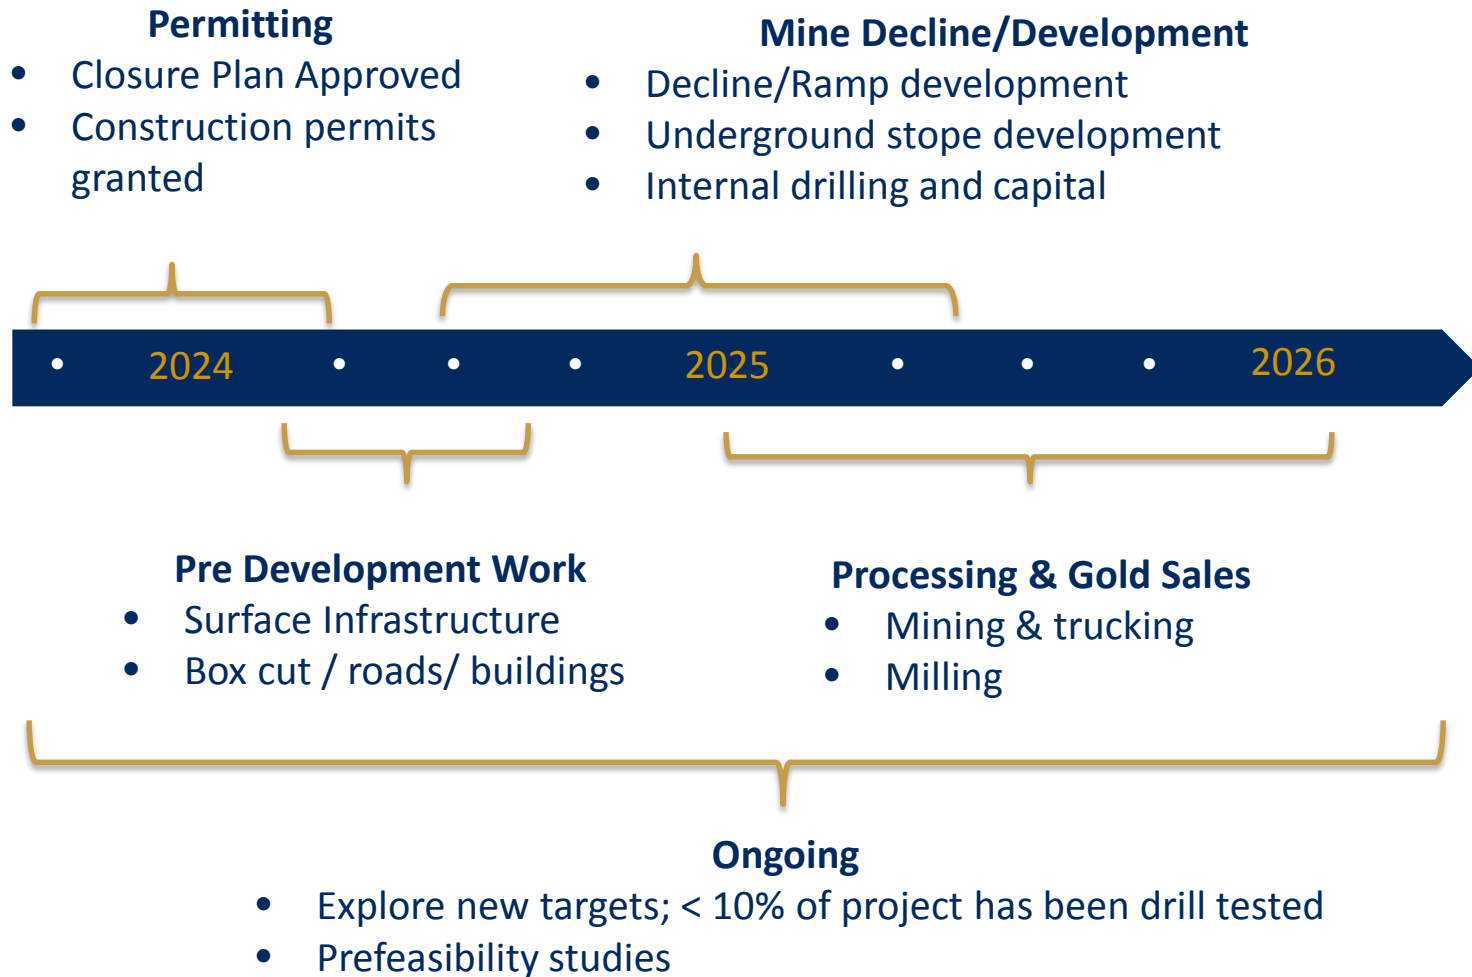 Permitting
• Closure Plan Approved
• Construction permits
granted
Mine Decline/Development
• Decline/Ramp development
• Underground stope development
• Internal drilling and capital
• 2024 • • • 2025 • • • 2026
Pre Development Work
• Surface Infrastructure
• Box cut / roads/ buildings
Processing & Gold Sales
• Mining & trucking
• Milling
Ongoing
• Explore new targets; < 10% of project has been drill tested
• Prefeasibility studies